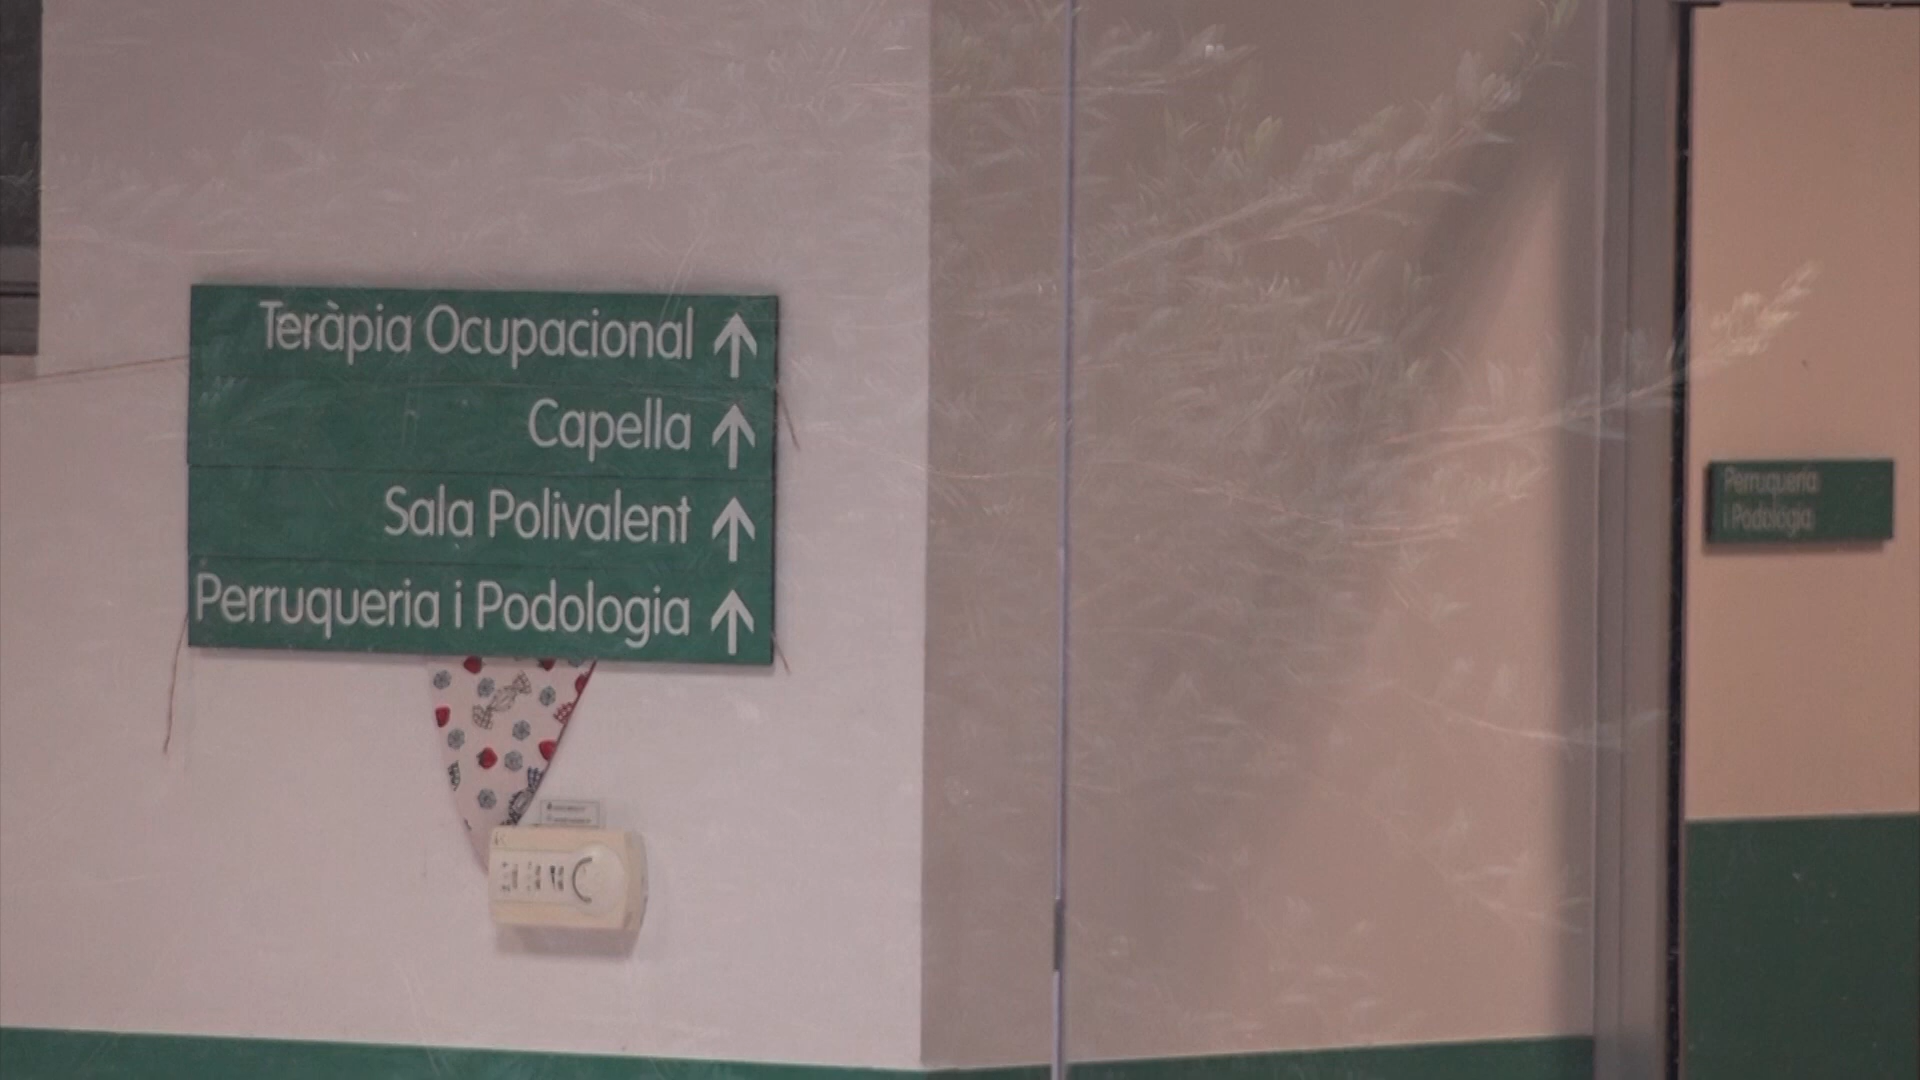 Teràpia Ocupacional ↑
Capella ↑
Sala Polivalent ↑
Perruqueria i Podologia ↑
Perruqueria
i Podologia